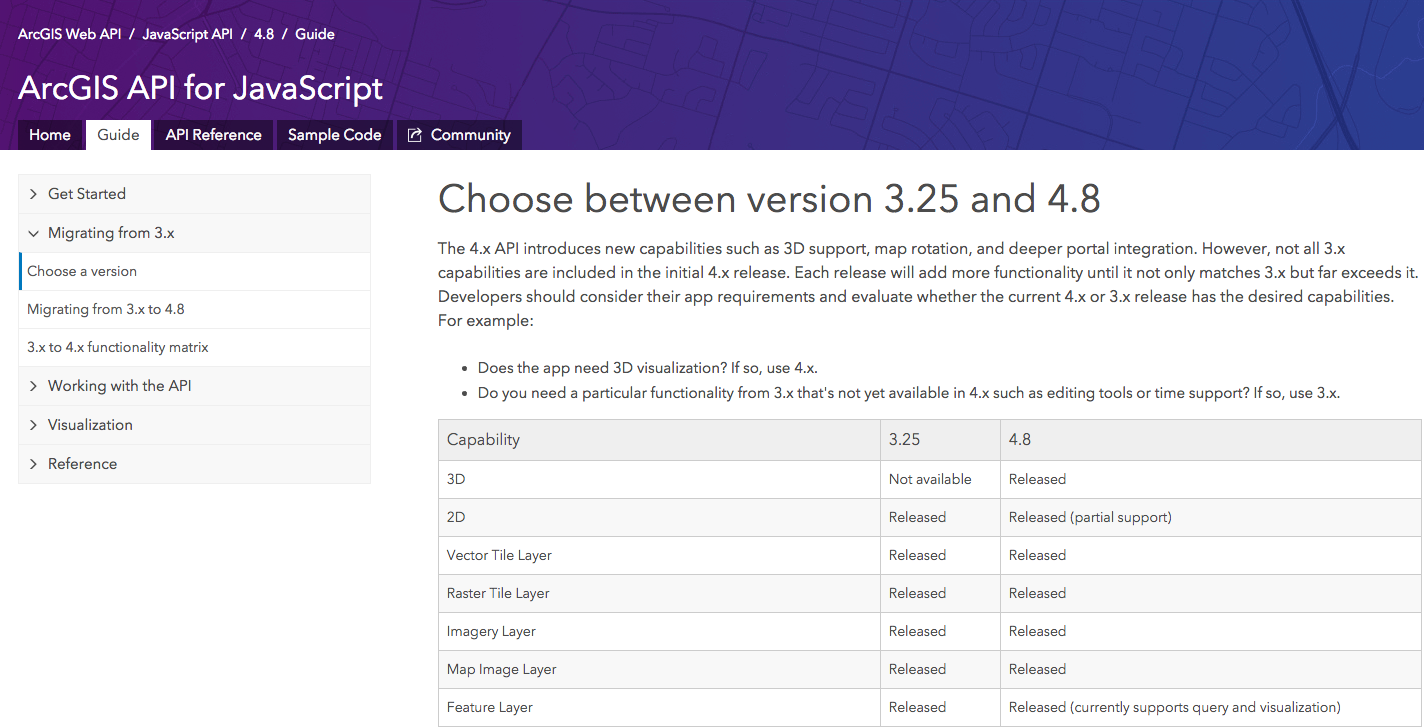 ArcGIS Web API / JavaScript API / 4.8 / Guide
ArcGIS API for JavaScript
Home Guide API Reference Sample Code Community
Get Started
Migrating from 3.x
Choose a version
Migrating from 3.x to 4.8
3.x to 4.x functionality matrix
Working with the API
Visualization
Reference
Choose between version 3.25 and 4.8
The 4.x API introduces new capabilities such as 3D support, map rotation, and deeper portal integration. However, not all 3.x
capabilities are included in the initial 4.x release. Each release will add more functionality until it not only matches 3.x but far exceeds it.
Developers should consider their app requirements and evaluate whether the current 4.x or 3.x release has the desired capabilities.
For example:
• Does the app need 3D visualization? If so, use 4.x.
• Do you need a particular functionality from 3.x that's not yet available in 4.x such as editing tools or time support? If so, use 3.x.
Capability 3.25 4.8
3D Not available Released
2D Released Released (partial support)
Vector Tile Layer Released Released
Raster Tile Layer Released Released
Imagery Layer Released Released
Map Image Layer Released Released
Feature Layer Released Released (currently supports query and visualization)